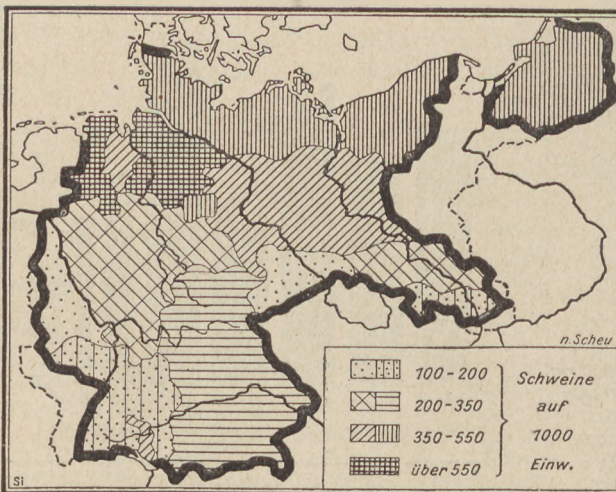 n. Scheu
100-200
200-350
350-550
über 550
Schweine
auf
1000
Einw.
Si